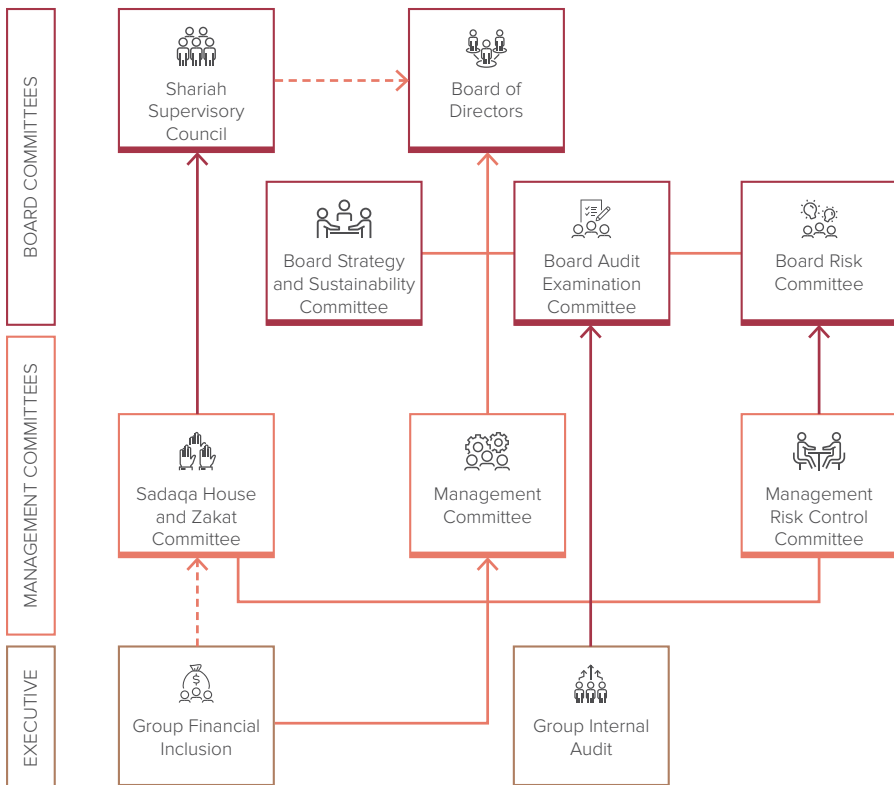 BOARD COMMITTEES
Shariah
Supervisory
Council
Board of
Directors
Board Strategy
and Sustainability
Committee
Board Audit
Examination
Committee
Board Risk
Committee
MANAGEMENT COMMITTEES
Sadaqa House
and Zakat
Committee
Management
Committee
Management
Risk Control
Committee
EXECUTIVE
$
Group Financial
Inclusion
Group Internal
Audit